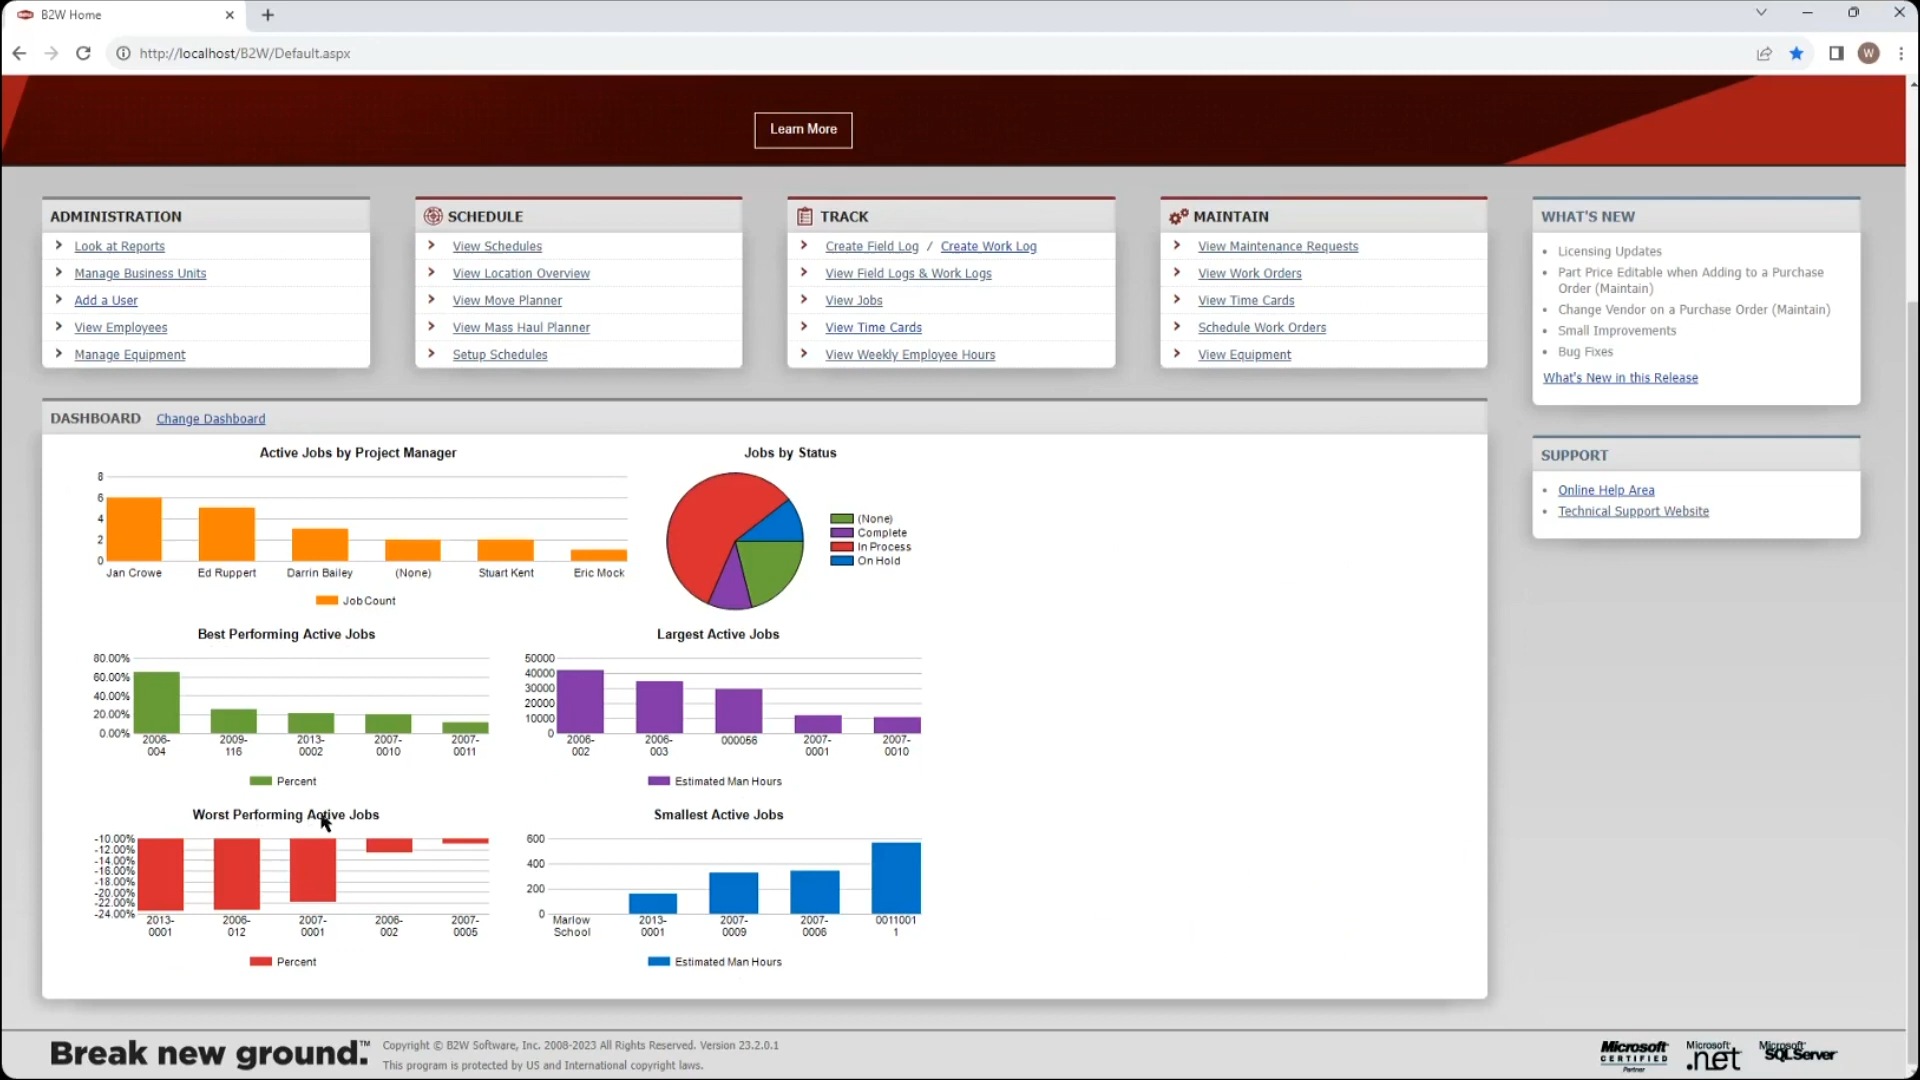 B2W Home
http://localhost/B2W/Default.aspx
W
Learn More
ADMINISTRATION
Look at Reports
Manage Business Units
Add a User
View Employees
Manage Equipment
SCHEDULE
View Schedules
View Location Overview
View Move Planner
View Mass Haul Planner
Setup Schedules
TRACK
Create Field Log / Create Work Log
View Field Logs & Work Logs
View Jobs
View Time Cards
View Weekly Employee Hours
MAINTAIN
View Maintenance Requests
View Work Orders
View Time Cards
Schedule Work Orders
View Equipment
WHAT'S NEW
Licensing Updates
Part Price Editable when Adding to a Purchase
Order (Maintain)
Change Vendor on a Purchase Order (Maintain)
Small Improvements
Bug Fixes
What's New in this Release
SUPPORT
Online Help Area
Technical Support Website
DASHBOARD Change Dashboard
Active Jobs by Project Manager
8
6
4
2
0
Jan Crowe Ed Ruppert Darrin Bailey (None) Stuart Kent Eric Mock
Job Count
Jobs by Status
(None)
Complete
In Process
On Hold
Best Performing Active Jobs
80.00%
60.00%
40.00%
20.00%
0.00%
2006- 2009- 2013- 2007- 2007-
004 116 0002 0010 0011
Percent
Largest Active Jobs
50000
40000
30000
20000
10000
0
2006- 2006- 000056 2007- 2007-
002 003 0001 0010
Estimated Man Hours
Worst Performing Active Jobs
-10.00%
-12.00%
-14.00%
-16.00%
-18.00%
-20.00%
-22.00%
-24.00%
2013- 2006- 2007- 2006- 2007-
0001 012 0001 002 0005
Percent
Smallest Active Jobs
600
400
200
0
Marlow 2013- 2007- 2007- 0011001
School 0001 0009 0006 1
Estimated Man Hours
Break new ground.™
Copyright © B2W Software, Inc. 2008-2023 All Rights Reserved. Version 23.2.0.1
This program is protected by US and International copyright laws.
Microsoft
CERTIFIED
Partner
Microsoft
.net
Microsoft
SQL Server